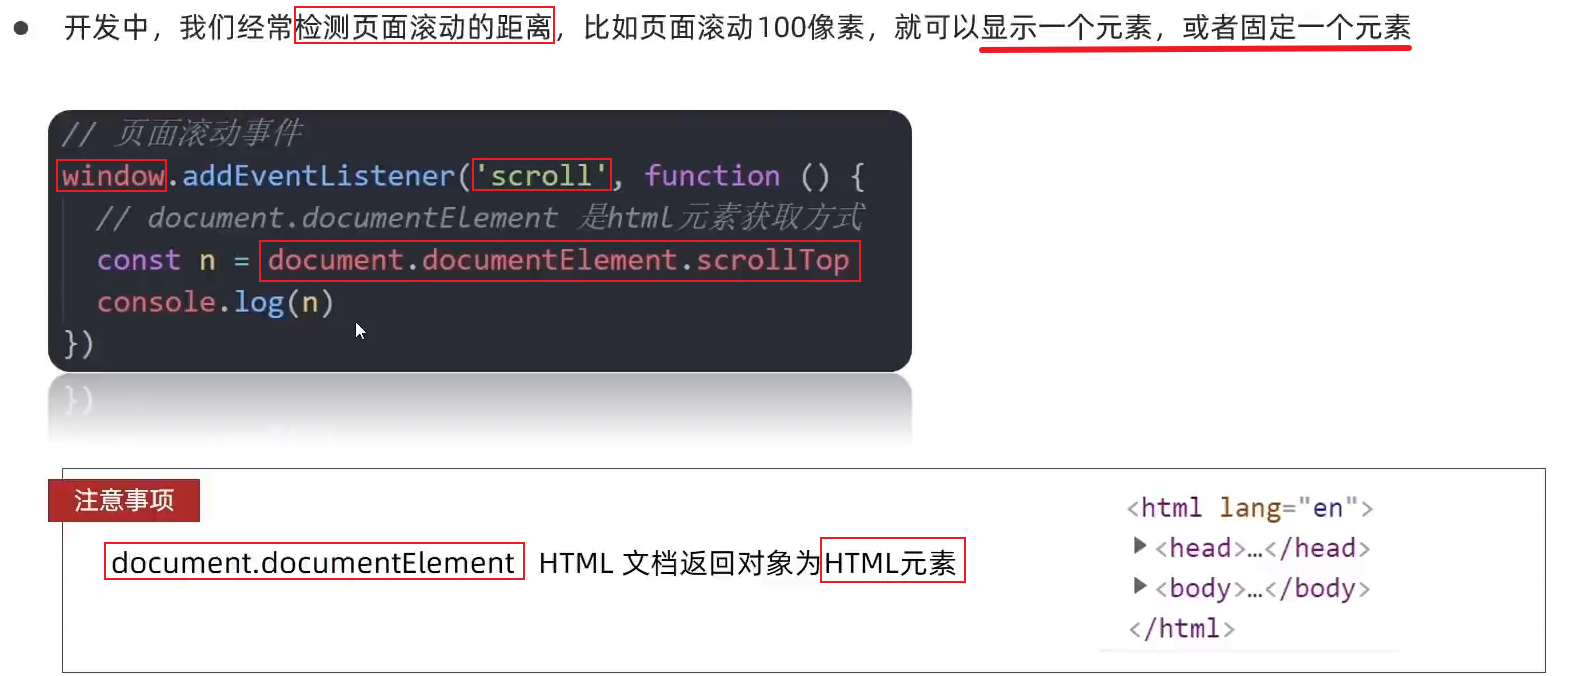 开发中，我们经常检测页面滚动的距离，比如页面滚动100像素，就可以显示一个元素，或者固定一个元素
// 页面滚动事件
window.addEventListener('scroll', function () {
// document.documentElement 是html元素获取方式
const n = document.documentElement.scrollTop
console.log(n)
})
})
注意事项
document.documentElement HTML 文档返回对象为HTML元素
<html lang="en">
<head>…</head>
<body>…</body>
</html>